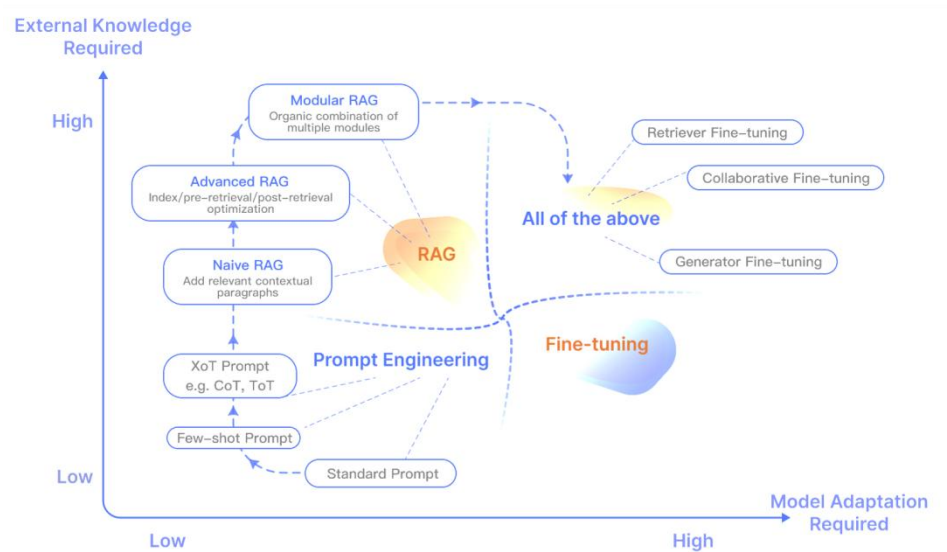 External Knowledge
Required
High
Modular RAG
Organic combination of
multiple modules
Retriever Fine-tuning
Advanced RAG
Index/pre-retrieval/post-retrieval
optimization
Collaborative Fine-tuning
All of the above
RAG
Naive RAG
Add relevant contextual
paragraphs
Generator Fine-tuning
Fine-tuning
Prompt Engineering
XoT Prompt
e.g. CoT, ToT
Few-shot Prompt
Standard Prompt
Low
Model Adaptation
Required
Low
High